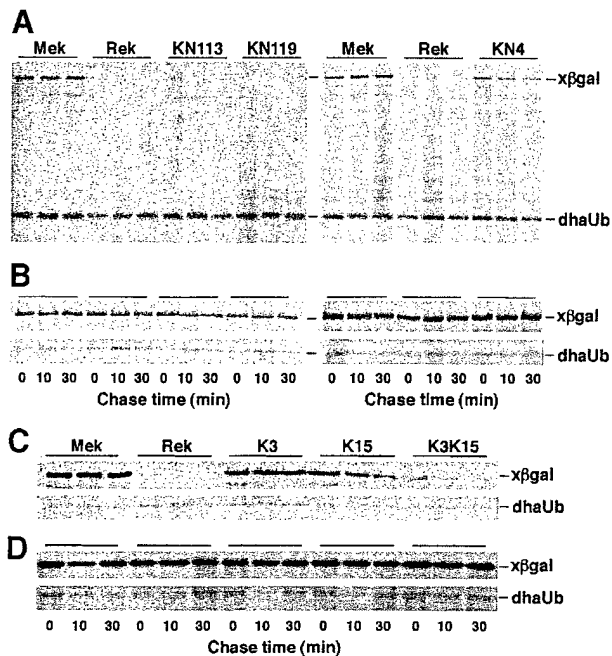 A
Mek Rek KN113 KN119 Mek Rek KN4
xβgal
dhaUb
B
xβgal
dhaUb
0 10 30 0 10 30 0 10 30 0 10 30 0 10 30 0 10 30 0 10 30
Chase time (min) Chase time (min)
C
Mek Rek K3 K15 K3K15
xβgal
dhaUb
D
xβgal
dhaUb
0 10 30 0 10 30 0 10 30 0 10 30 0 10 30
Chase time (min)